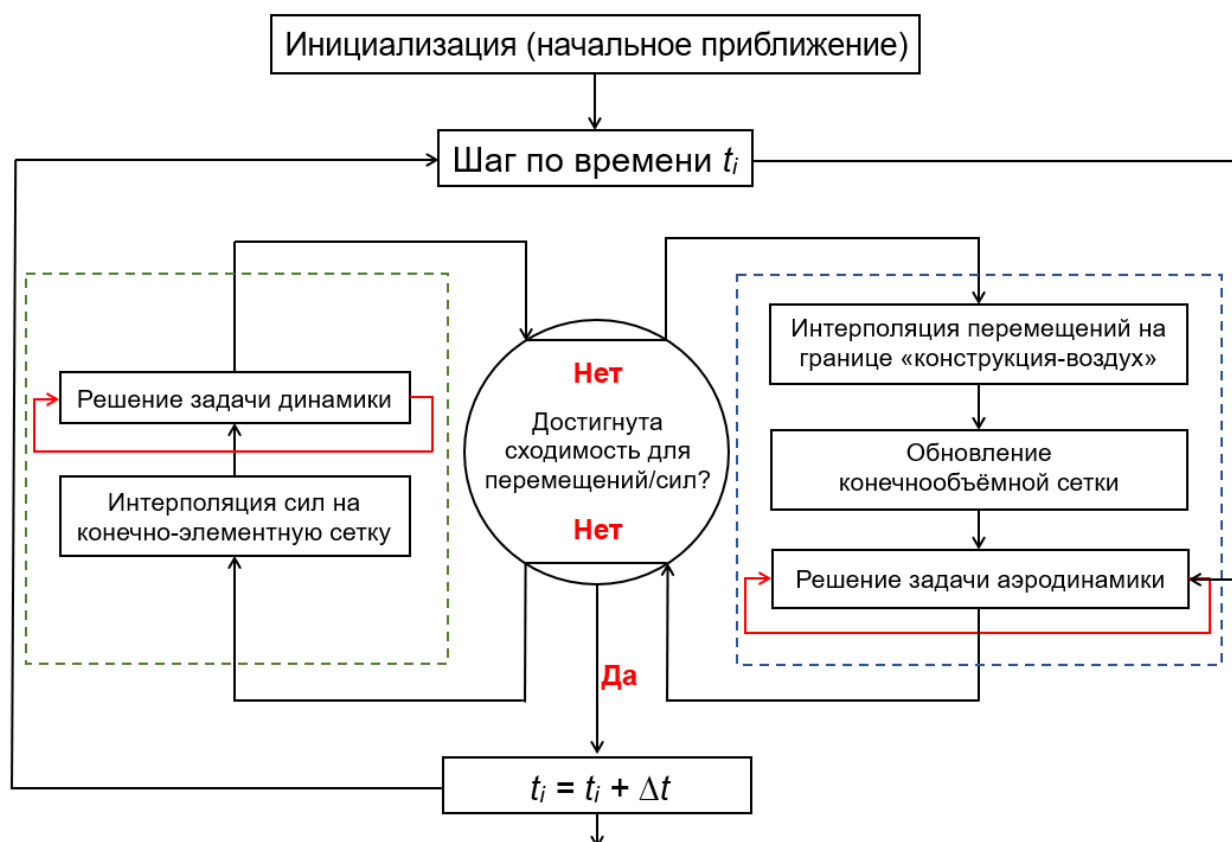 Инициализация (начальное приближение)
Шаг по времени ti
Решение задачи динамики
Интерполяция сил на
конечно-элементную сетку
Нет
Достигнута
сходимость для
перемещений/сил?
Нет
Да
Интерполяция перемещений на
границе «конструкция-воздух»
Обновление
конечнообъёмной сетки
Решение задачи аэродинамики
ti = ti + Δt